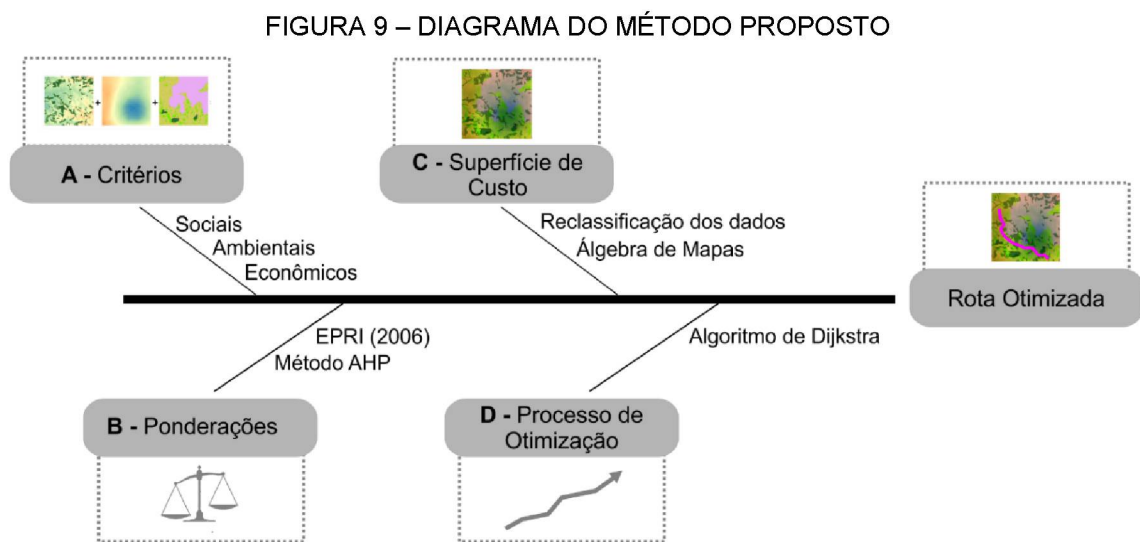 FIGURA 9 – DIAGRAMA DO MÉTODO PROPOSTO
+ +
A - Critérios
Sociais
Ambientais
Econômicos
C - Superfície de
Custo
Reclassificação dos dados
Álgebra de Mapas
Rota Otimizada
EPRI (2006)
Método AHP
B - Ponderações
Algoritmo de Dijkstra
D - Processo de
Otimização